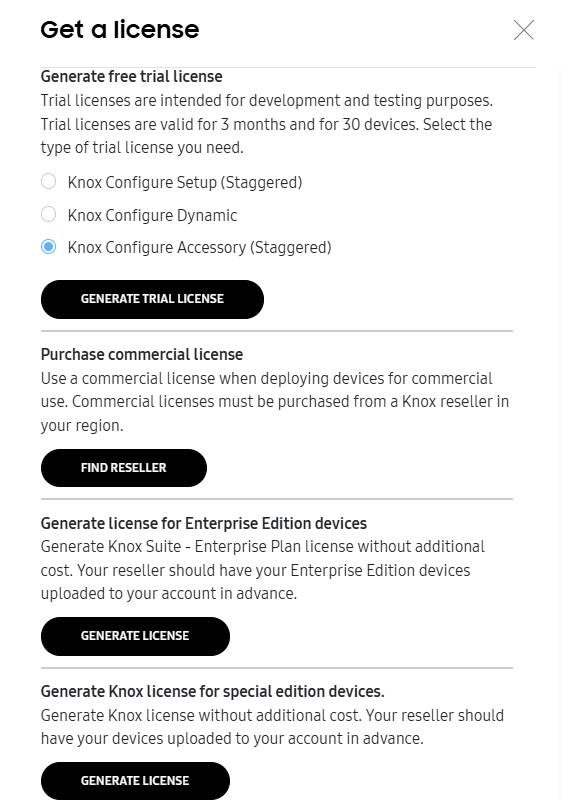 Get a license
Generate free trial license
Trial licenses are intended for development and testing purposes.
Trial licenses are valid for 3 months and for 30 devices. Select the
type of trial license you need.
Knox Configure Setup (Staggered)
Knox Configure Dynamic
Knox Configure Accessory (Staggered)
GENERATE TRIAL LICENSE
Purchase commercial license
Use a commercial license when deploying devices for commercial
use. Commercial licenses must be purchased from a Knox reseller in
your region.
FIND RESELLER
Generate license for Enterprise Edition devices
Generate Knox Suite - Enterprise Plan license without additional
cost. Your reseller should have your Enterprise Edition devices
uploaded to your account in advance.
GENERATE LICENSE
Generate Knox license for special edition devices.
Generate Knox license without additional cost. Your reseller should
have your devices uploaded to your account in advance.
GENERATE LICENSE